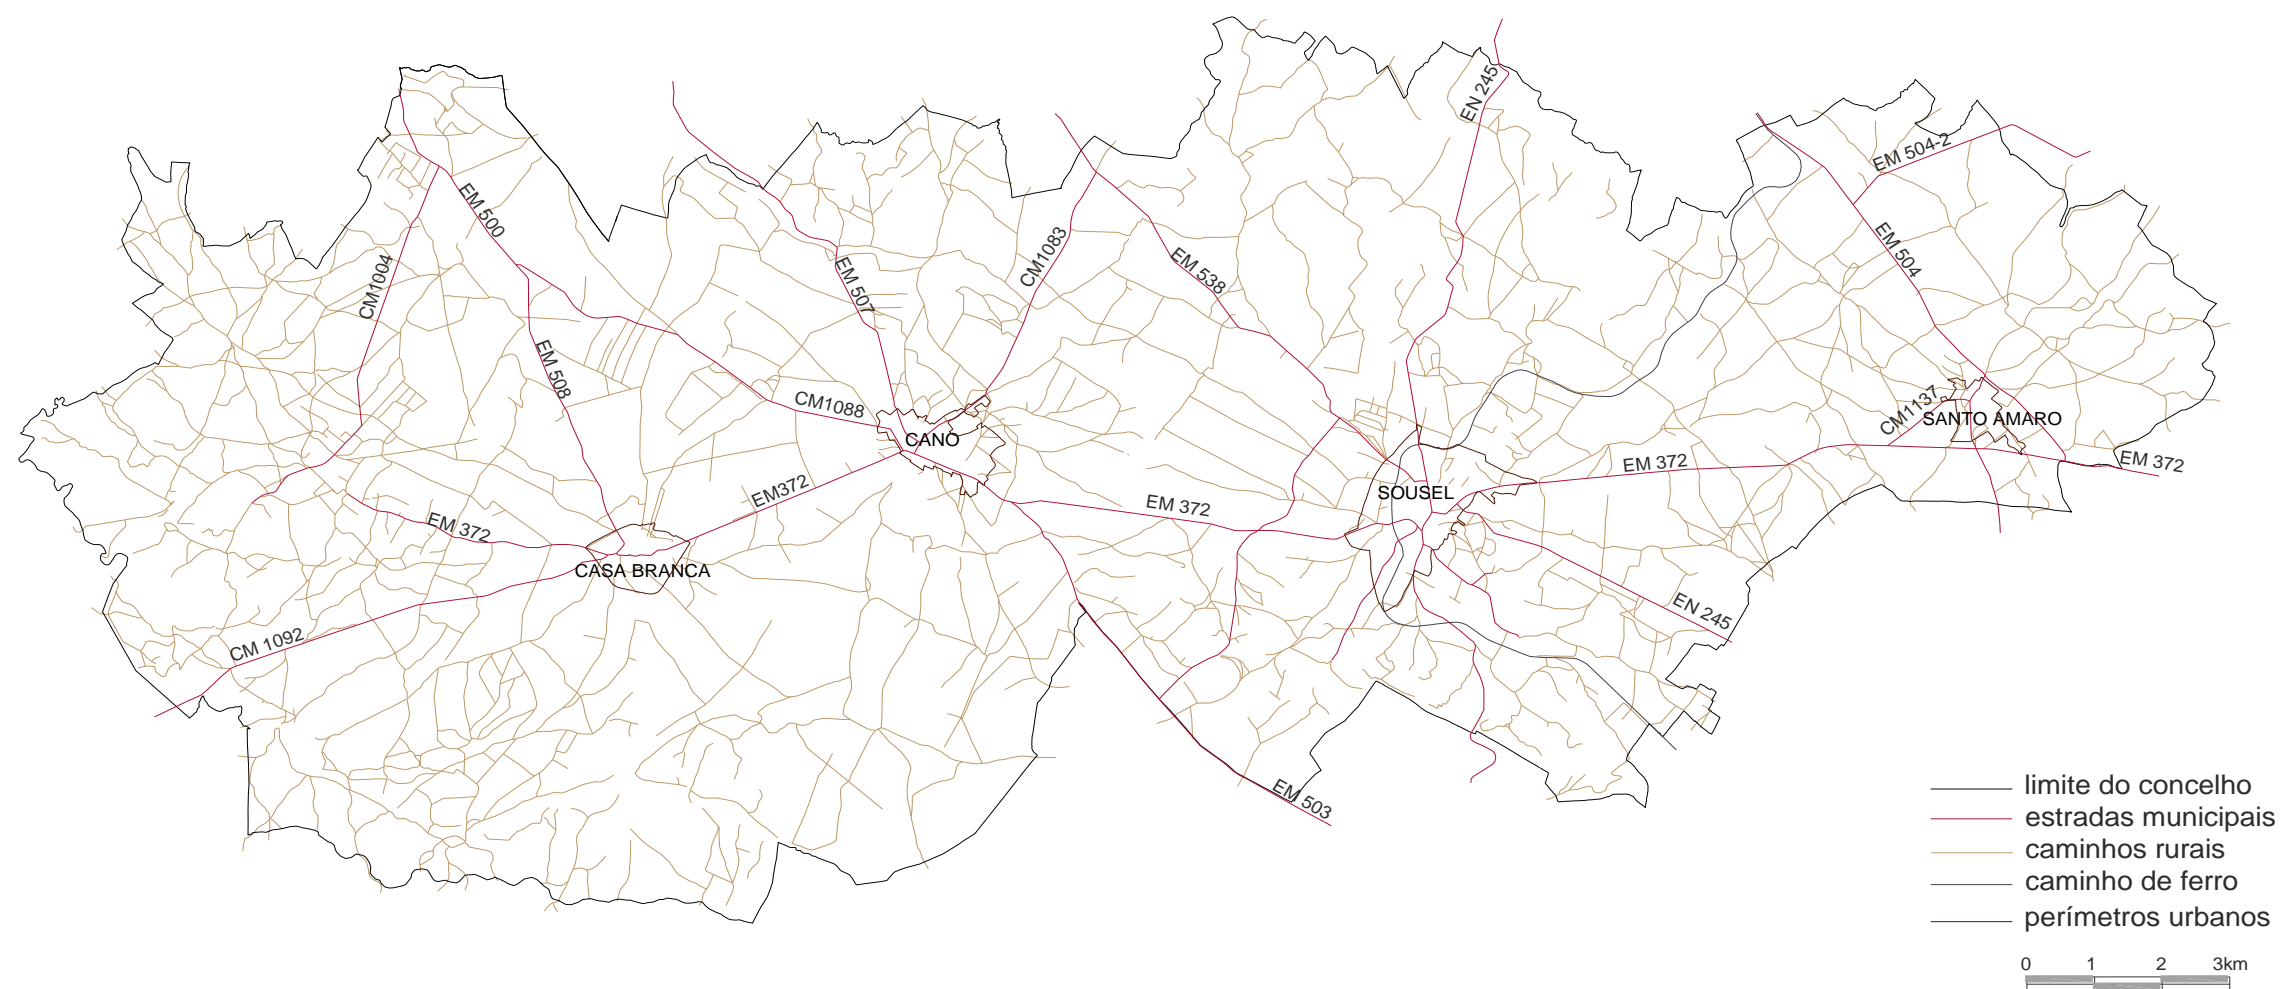 EN 245
EM 504-2
EM 500
EM 504
CM1004
EM 507
CM1083
EM 538
EM 508
CM1088
CM1137
CANO
SANTO AMARO
EM 372
EM 372
EM372
SOUSEL
EM 372
EM 372
CASA BRANCA
EN 245
CM 1092
EM 503
limite do concelho
estradas municipais
caminhos rurais
caminho de ferro
perímetros urbanos
0 1 2 3km